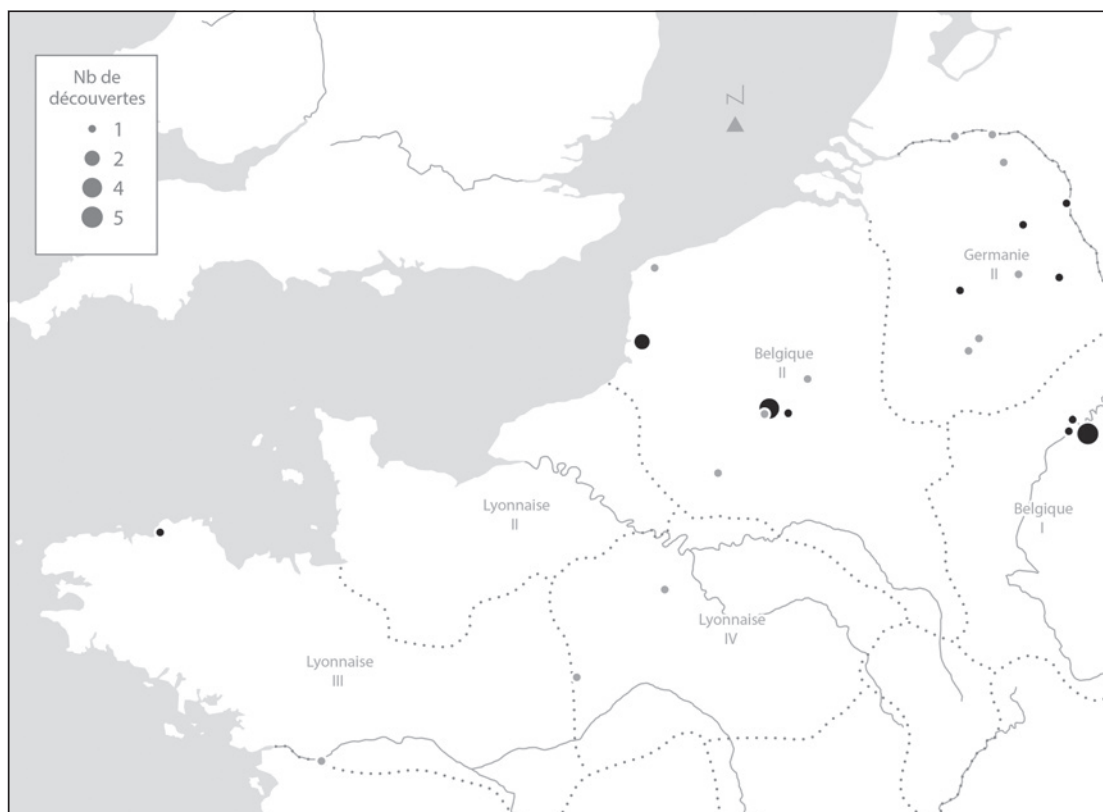 Nb de
découvertes
1
2
4
5
N
Germanie
II
Belgique
II
Lyonnaise
II
Belgique
I
Lyonnaise
IV
Lyonnaise
III